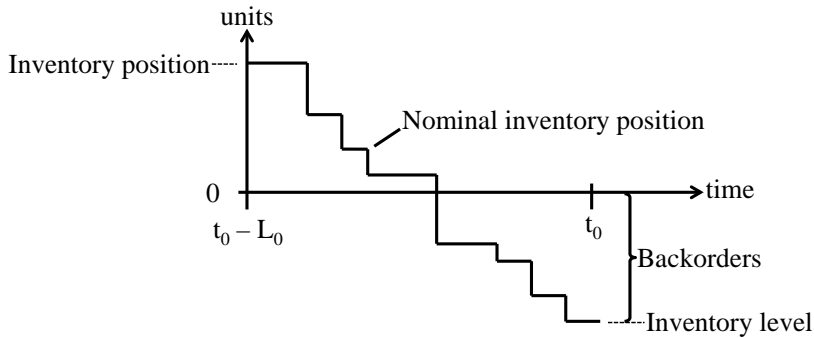 units
Inventory position
Nominal inventory position
0
time
t₀ – L₀
t₀
Backorders
Inventory level